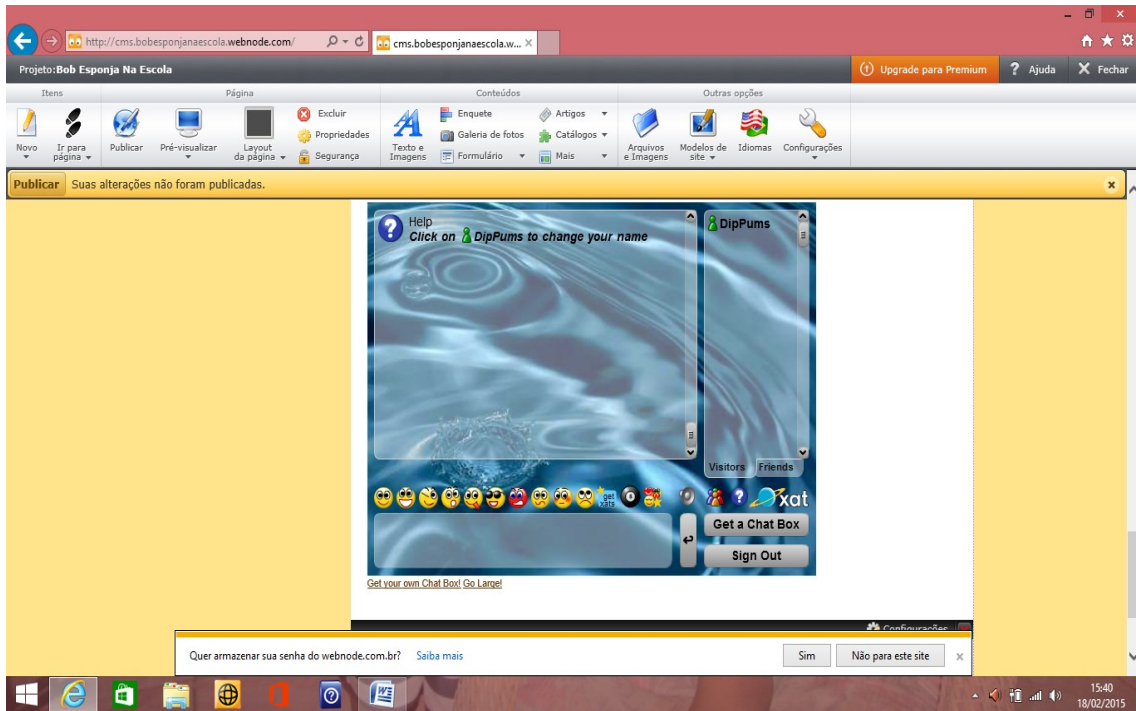 http://cms.bobesponjanaescola.webnode.com/
cms.bobesponjanaescola.w...
Projeto:Bob Esponja Na Escola
Upgrade para Premium
? Ajuda
X Fechar
Itens
Página
Conteúdos
Outras opções
Novo
Ir para página
Publicar
Pré-visualizar
Layout da página
Excluir
Propriedades
Segurança
Texto e Imagens
Enquete
Galeria de fotos
Formulário
Artigos
Catálogos
Mais
Arquivos e Imagens
Modelos de site
Idiomas
Configurações
Publicar Suas alterações não foram publicadas.
Help
Click on DipPums to change your name
DipPums
Visitors Friends
get xats
xat
Get a Chat Box
Sign Out
Get your own Chat Box! Go Large!
Configurações
Quer armazenar sua senha do webnode.com.br? Saiba mais
Sim
Não para este site
15:40
18/02/2015